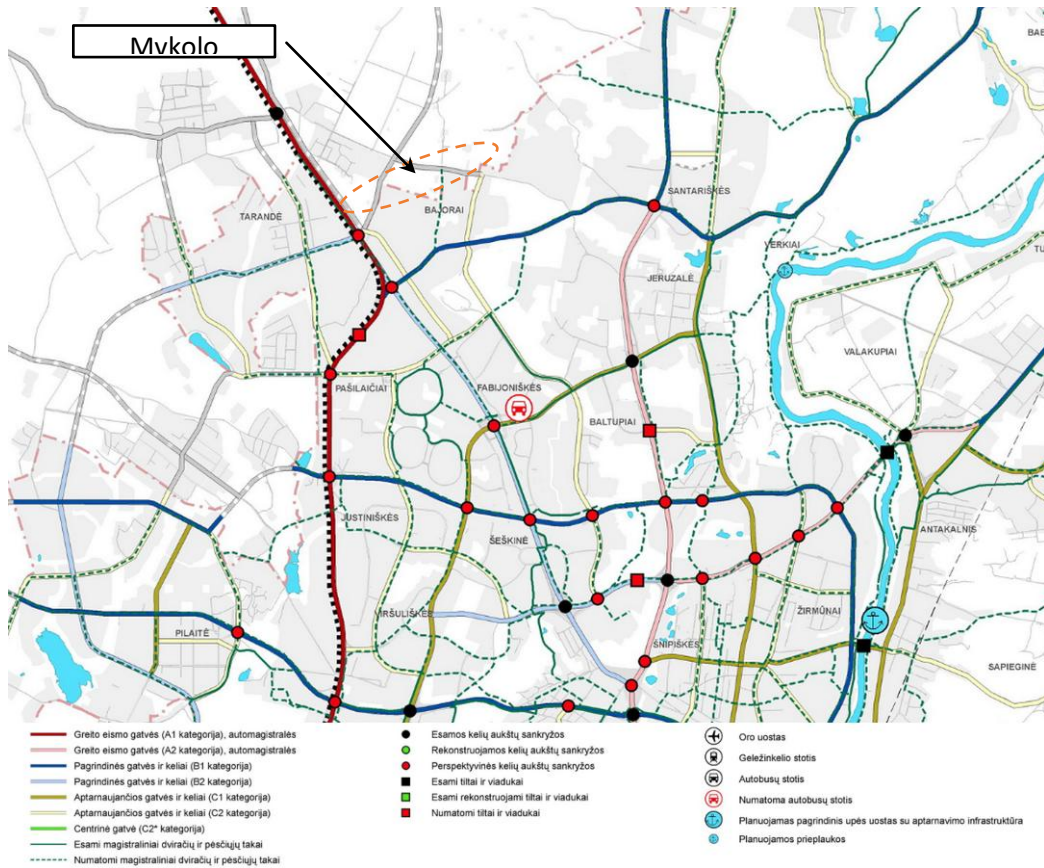 Mykolo
BAB
TARANDĖ
BAJORAI
SANTARIŠKĖS
VERKIAI
TU
JERUZALĖ
VALAKUPIAI
PAŠILAIČIAI
FABIJONIŠKĖS
BALTUPIAI
ANTAKALNIS
JUSTINIŠKĖS
ŠEŠKINĖ
VIRŠULIŠKĖS
ŽIRMŪNAI
PILAITĖ
ŠNIPIŠKĖS
SAPIEGINĖ
Greito eismo gatvės (A1 kategorija), automagistralės
Greito eismo gatvės (A2 kategorija), automagistralės
Pagrindinės gatvės ir keliai (B1 kategorija)
Pagrindinės gatvės ir keliai (B2 kategorija)
Aptarnaujančios gatvės ir keliai (C1 kategorija)
Aptarnaujančios gatvės ir keliai (C2 kategorija)
Centrinė gatvė (C2* kategorija)
Esami magistraliniai dviračių ir pėsčiųjų takai
Numatomi magistraliniai dviračių ir pėsčiųjų takai
Esamos kelių aukštų sankryžos
Rekonstruojamos kelių aukštų sankryžos
Perspektyvinės kelių aukštų sankryžos
Esami tiltai ir viadukai
Esami rekonstruojami tiltai ir viadukai
Numatomi tiltai ir viadukai
Oro uostas
Geležinkelio stotis
Autobusų stotis
Numatoma autobusų stotis
Planuojamas pagrindinis upės uostas su aptarnavimo infrastruktūra
Planuojamos prieplaukos